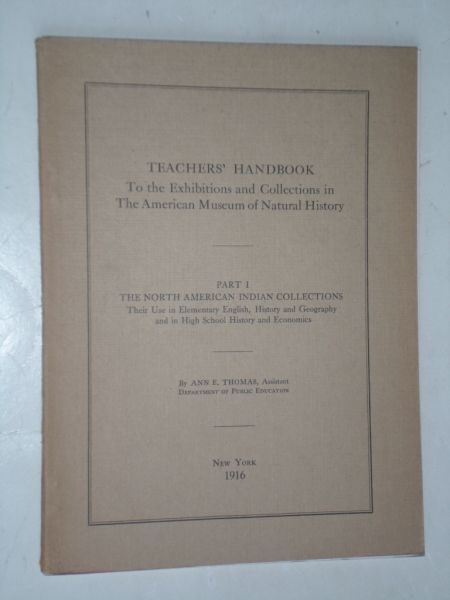 TEACHERS' HANDBOOK
To the Exhibitions and Collections in
The American Museum of Natural History
PART I
THE NORTH AMERICAN INDIAN COLLECTIONS
Their Use in Elementary English, History and Geography
and in High School History and Economics
By ANN E. THOMAS, Assistant
DEPARTMENT OF PUBLIC EDUCATION
NEW YORK
1916